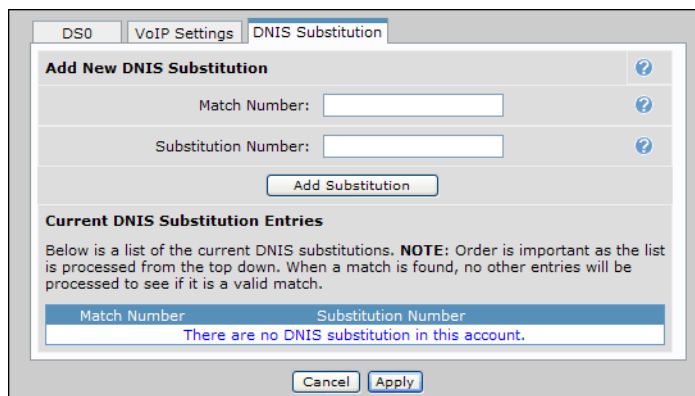 DS0 VoIP Settings DNIS Substitution
Add New DNIS Substitution ?
Match Number: ?
Substitution Number: ?
Add Substitution
Current DNIS Substitution Entries
Below is a list of the current DNIS substitutions. NOTE: Order is important as the list
is processed from the top down. When a match is found, no other entries will be
processed to see if it is a valid match.
Match Number Substitution Number
There are no DNIS substitution in this account.
Cancel Apply